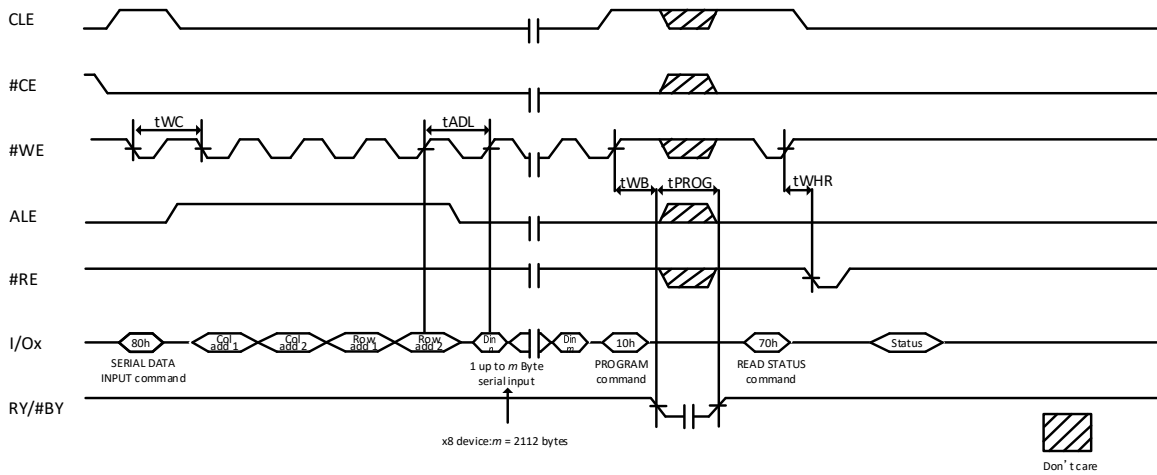 CLE
#CE
tWC
tADL
#WE
tWB
tPROG
tWHR
ALE
#RE
I/Ox
80h
Col add 1
Col add 2
Row add 1
Row add 2
Din n
Din m
10h
70h
Status
SERIAL DATA
INPUT command
1 up to m Byte
serial input
PROGRAM
command
READ STATUS
command
RY/#BY
x8 device:m = 2112 bytes
Don't care